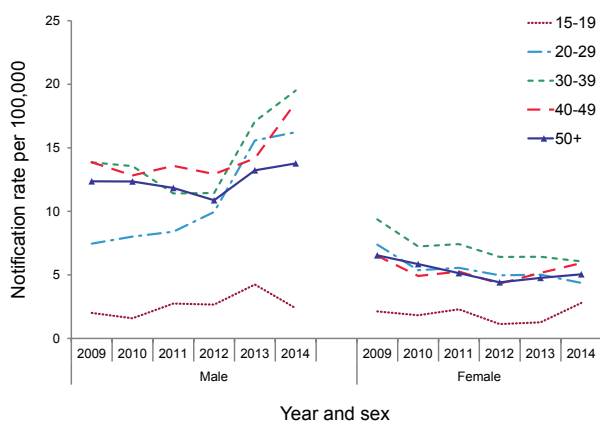 25
20
15
10
5
0
Notification rate per 100,000
15-19
20-29
30-39
40-49
50+
2009 2010 2011 2012 2013 2014 2009 2010 2011 2012 2013 2014
Male Female
Year and sex